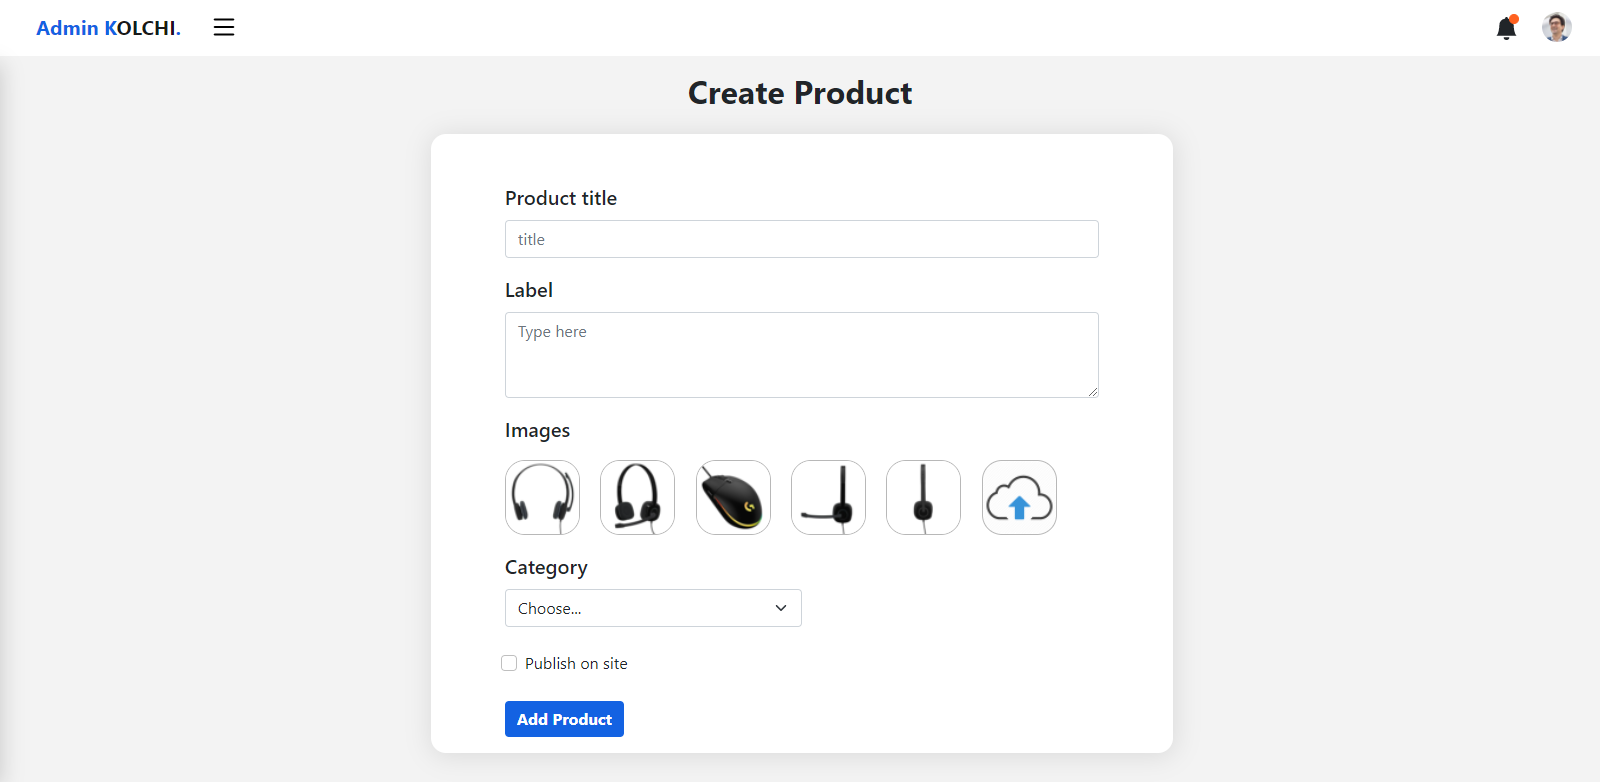 Admin KOLCHI.
Create Product
Product title
title
Label
Type here
Images
Category
Choose...
Publish on site
Add Product